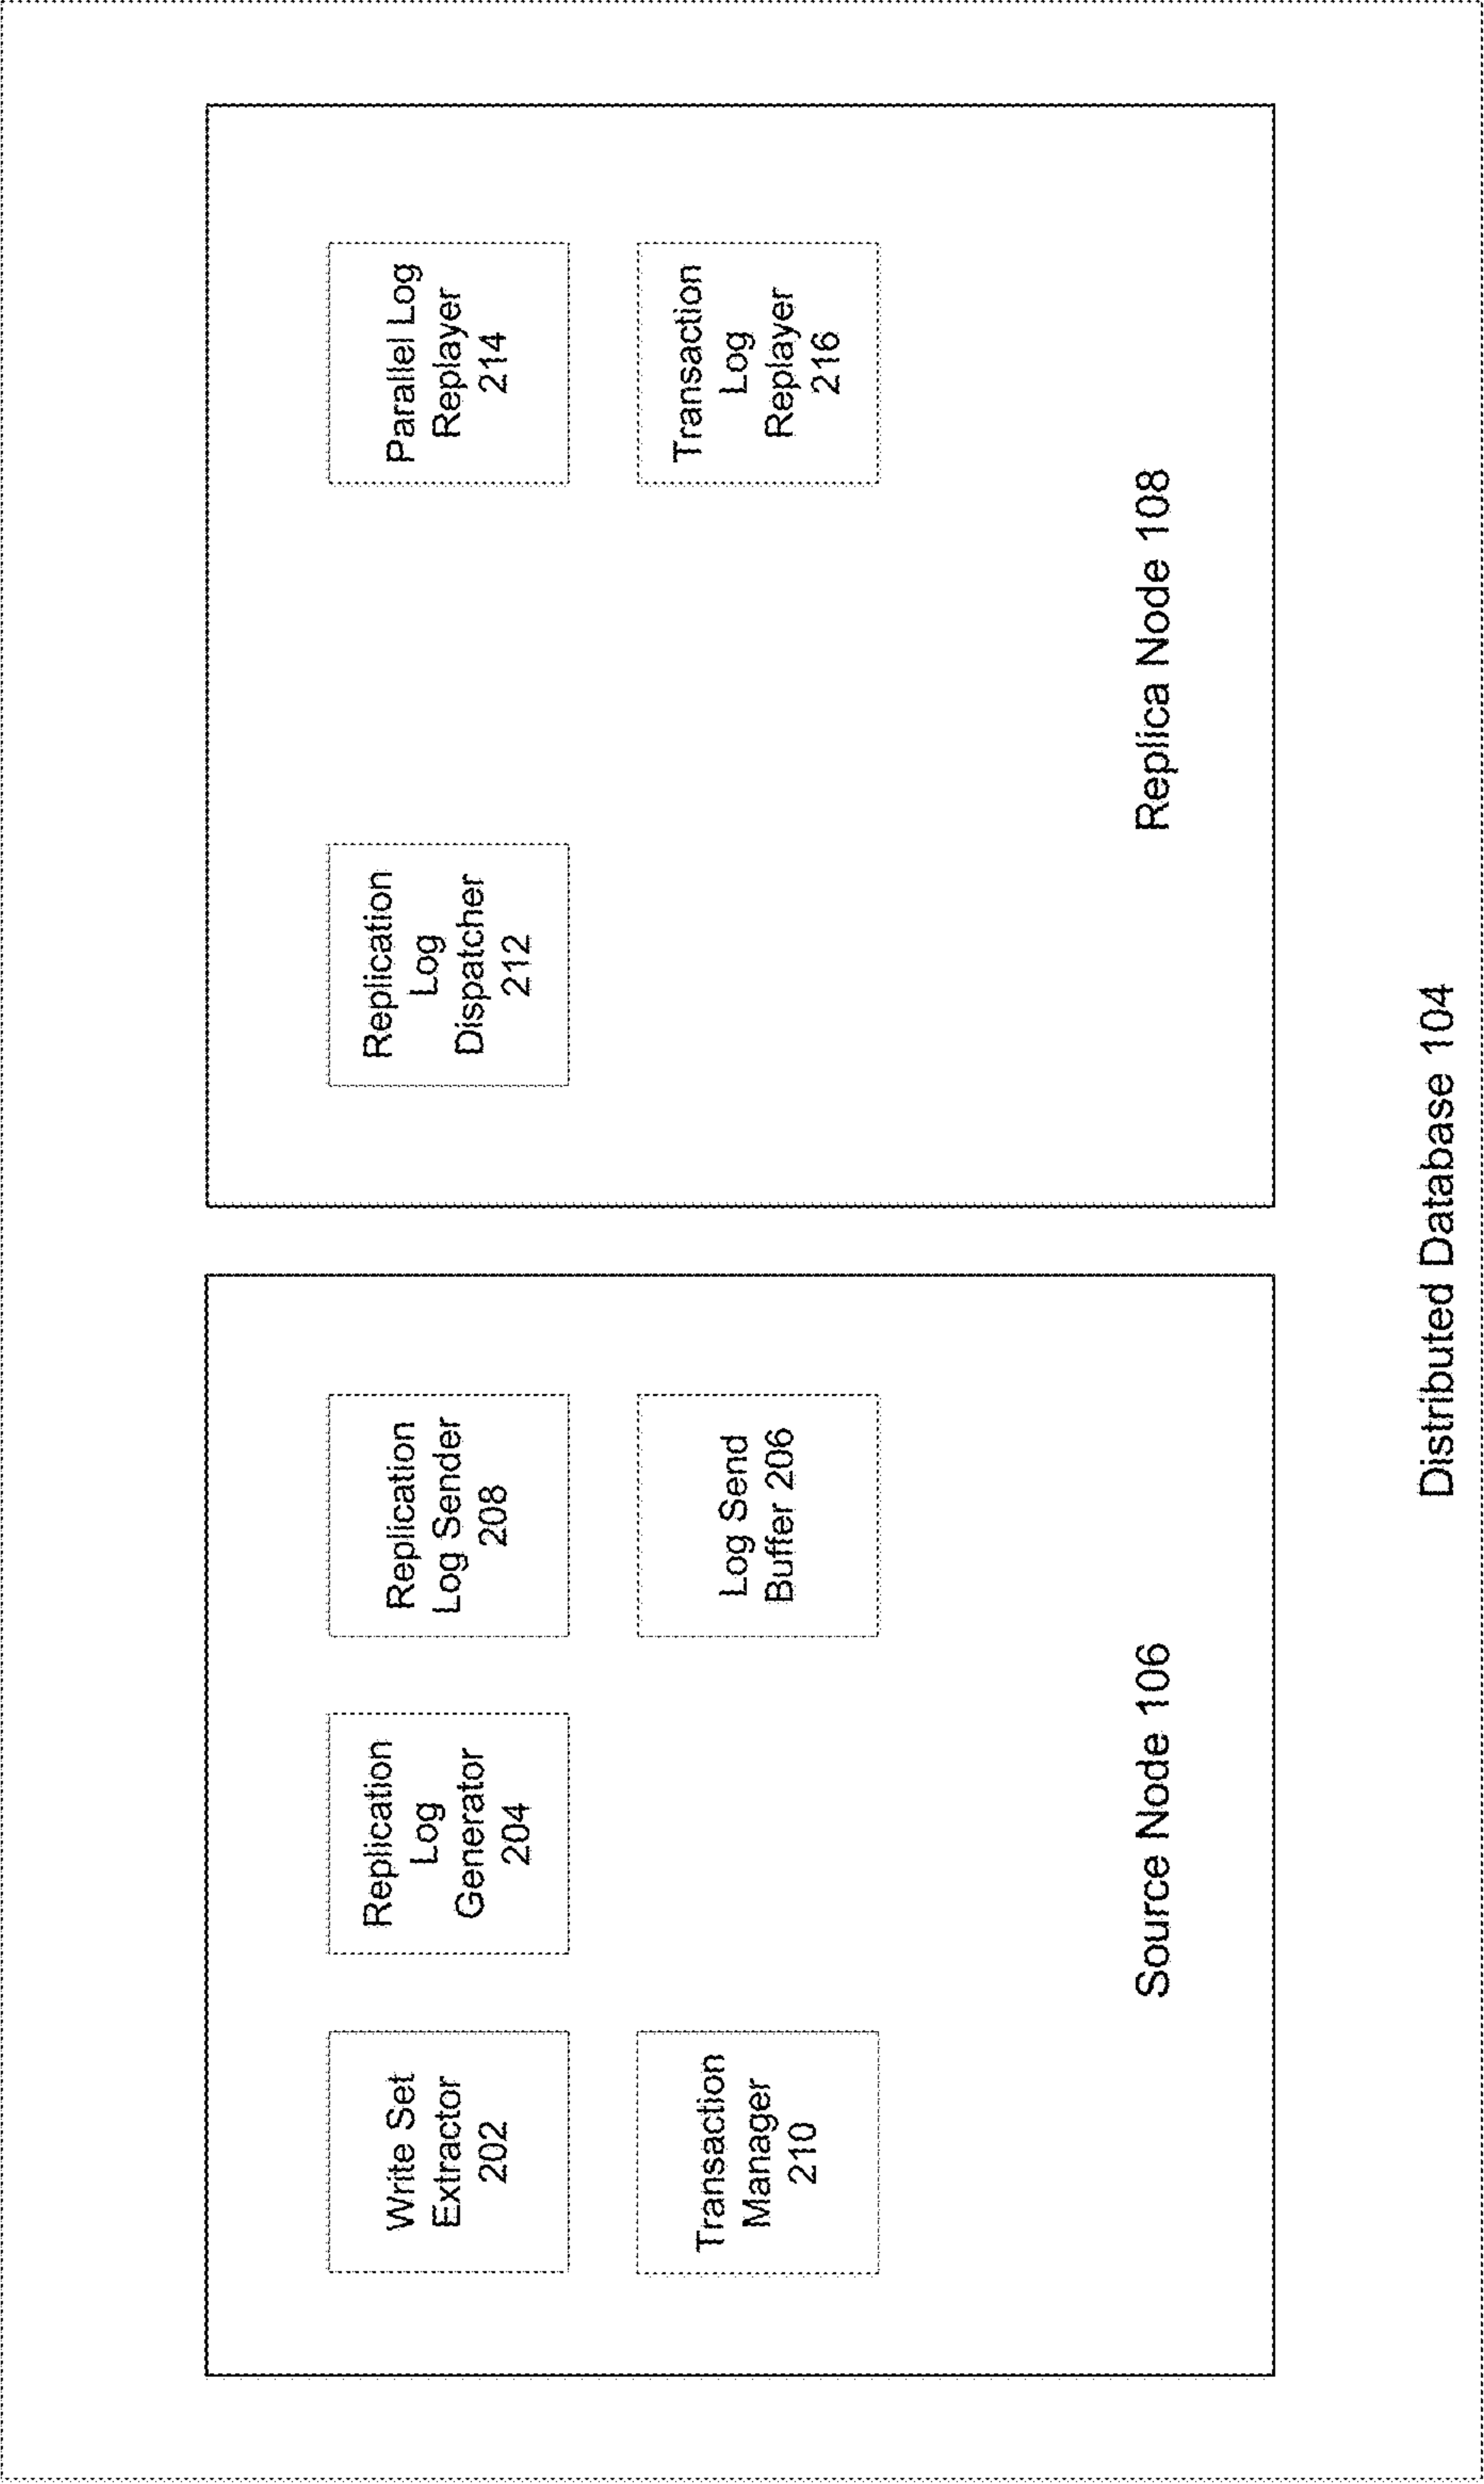 Write Set
Extractor
202
Replication
Log
Generator
204
Replication
Log Sender
208
Transaction
Manager
210
Log Send
Buffer 206
Source Node 106
Replication
Log
Dispatcher
212
Parallel Log
Replayer
214
Transaction
Log
Replayer
216
Replica Node 108
Distributed Database 104